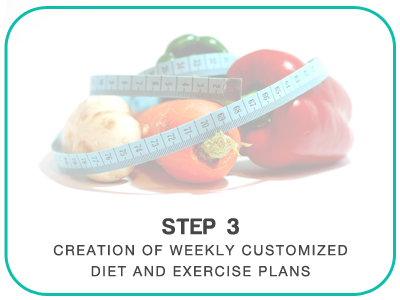 STEP 3
CREATION OF WEEKLY CUSTOMIZED
DIET AND EXERCISE PLANS